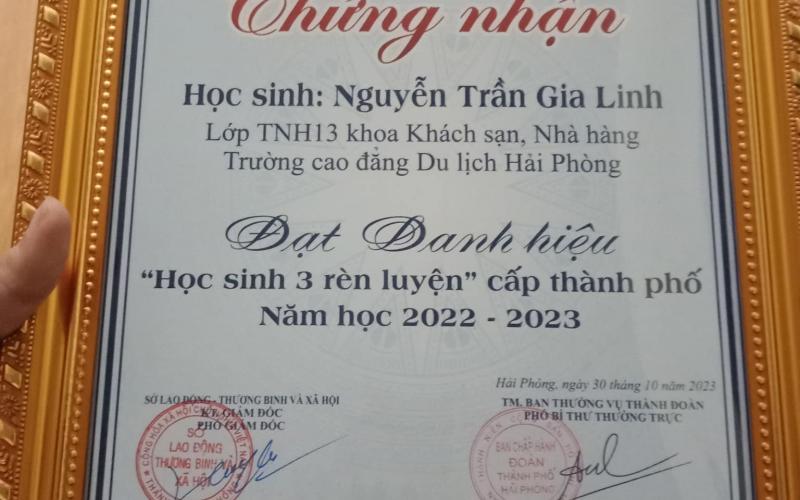 Chứng nhận
Học sinh: Nguyễn Trần Gia Linh
Lớp TNH13 khoa Khách sạn, Nhà hàng
Trường cao đẳng Du lịch Hải Phòng
Đạt Danh hiệu
“Học sinh 3 rèn luyện” cấp thành phố
Năm học 2022 - 2023
Hải Phòng, ngày 30 tháng 10 năm 2023
SỞ LAO ĐỘNG - THƯƠNG BINH VÀ XÃ HỘI
KT. GIÁM ĐỐC
PHÓ GIÁM ĐỐC
TM. BAN THƯỜNG VỤ THÀNH ĐOÀN
PHÓ BÍ THƯ THƯỜNG TRỰC
SỞ
LAO ĐỘNG
THƯƠNG BINH VÀ
XÃ HỘI
BAN CHẤP HÀNH
ĐOÀN
THÀNH PHỐ
HẢI PHÒNG